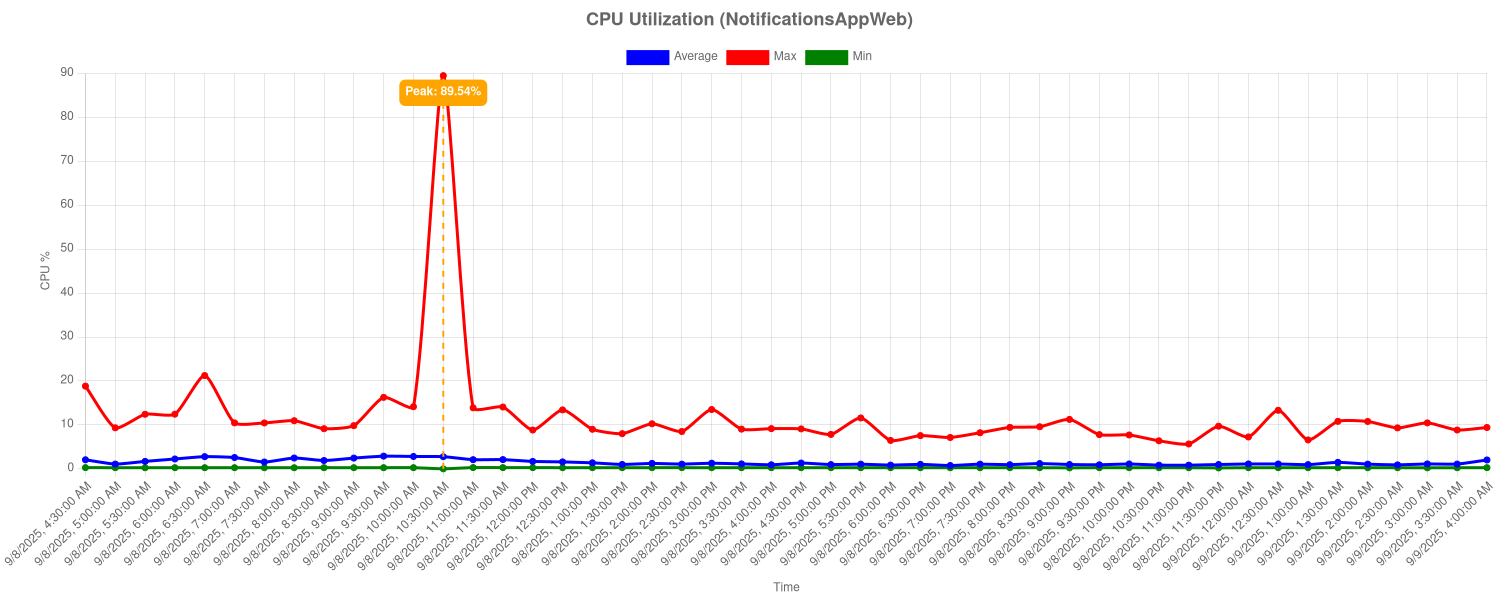 CPU Utilization (NotificationsAppWeb)
Average Max Min
90
80
70
60
50
40
30
20
10
0
CPU %
Peak: 89.54%
9/8/2025, 4:30:00 AM
9/8/2025, 5:00:00 AM
9/8/2025, 5:30:00 AM
9/8/2025, 6:00:00 AM
9/8/2025, 6:30:00 AM
9/8/2025, 7:00:00 AM
9/8/2025, 7:30:00 AM
9/8/2025, 8:00:00 AM
9/8/2025, 8:30:00 AM
9/8/2025, 9:00:00 AM
9/8/2025, 9:30:00 AM
9/8/2025, 10:00:00 AM
9/8/2025, 10:30:00 AM
9/8/2025, 11:00:00 AM
9/8/2025, 11:30:00 AM
9/8/2025, 12:00:00 PM
9/8/2025, 12:30:00 PM
9/8/2025, 1:00:00 PM
9/8/2025, 1:30:00 PM
9/8/2025, 2:00:00 PM
9/8/2025, 2:30:00 PM
9/8/2025, 3:00:00 PM
9/8/2025, 3:30:00 PM
9/8/2025, 4:00:00 PM
9/8/2025, 4:30:00 PM
9/8/2025, 5:00:00 PM
9/8/2025, 5:30:00 PM
9/8/2025, 6:00:00 PM
9/8/2025, 6:30:00 PM
9/8/2025, 7:00:00 PM
9/8/2025, 7:30:00 PM
9/8/2025, 8:00:00 PM
9/8/2025, 8:30:00 PM
9/8/2025, 9:00:00 PM
9/8/2025, 9:30:00 PM
9/8/2025, 10:00:00 PM
9/8/2025, 10:30:00 PM
9/8/2025, 11:00:00 PM
9/8/2025, 11:30:00 PM
9/9/2025, 12:00:00 AM
9/9/2025, 12:30:00 AM
9/9/2025, 1:00:00 AM
9/9/2025, 1:30:00 AM
9/9/2025, 2:00:00 AM
9/9/2025, 2:30:00 AM
9/9/2025, 3:00:00 AM
9/9/2025, 3:30:00 AM
9/9/2025, 4:00:00 AM
Time